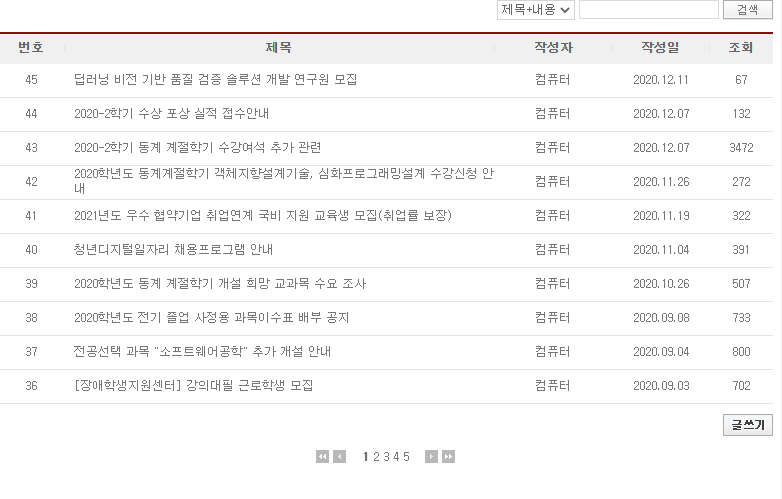 제목+내용 검색
번호 제목 작성자 작성일 조회
45 딥러닝 비전 기반 품질 검증 솔루션 개발 연구원 모집 컴퓨터 2020.12.11 67
44 2020-2학기 수상 포상 실적 접수안내 컴퓨터 2020.12.07 132
43 2020-2학기 동계 계절학기 수강여석 추가 관련 컴퓨터 2020.12.07 3472
42 2020학년도 동계계절학기 객체지향설계기술, 심화프로그래밍설계 수강신청 안
내 컴퓨터 2020.11.26 272
41 2021년도 우수 협약기업 취업연계 국비 지원 교육생 모집(취업률 보장) 컴퓨터 2020.11.19 322
40 청년디지털일자리 채용프로그램 안내 컴퓨터 2020.11.04 391
39 2020학년도 동계 계절학기 개설 희망 교과목 수요 조사 컴퓨터 2020.10.26 507
38 2020학년도 전기 졸업 사정용 과목이수표 배부 공지 컴퓨터 2020.09.08 733
37 전공선택 과목 "소프트웨어공학" 추가 개설 안내 컴퓨터 2020.09.04 800
36 [장애학생지원센터] 강의대필 근로학생 모집 컴퓨터 2020.09.03 702
글쓰기
1 2 3 4 5